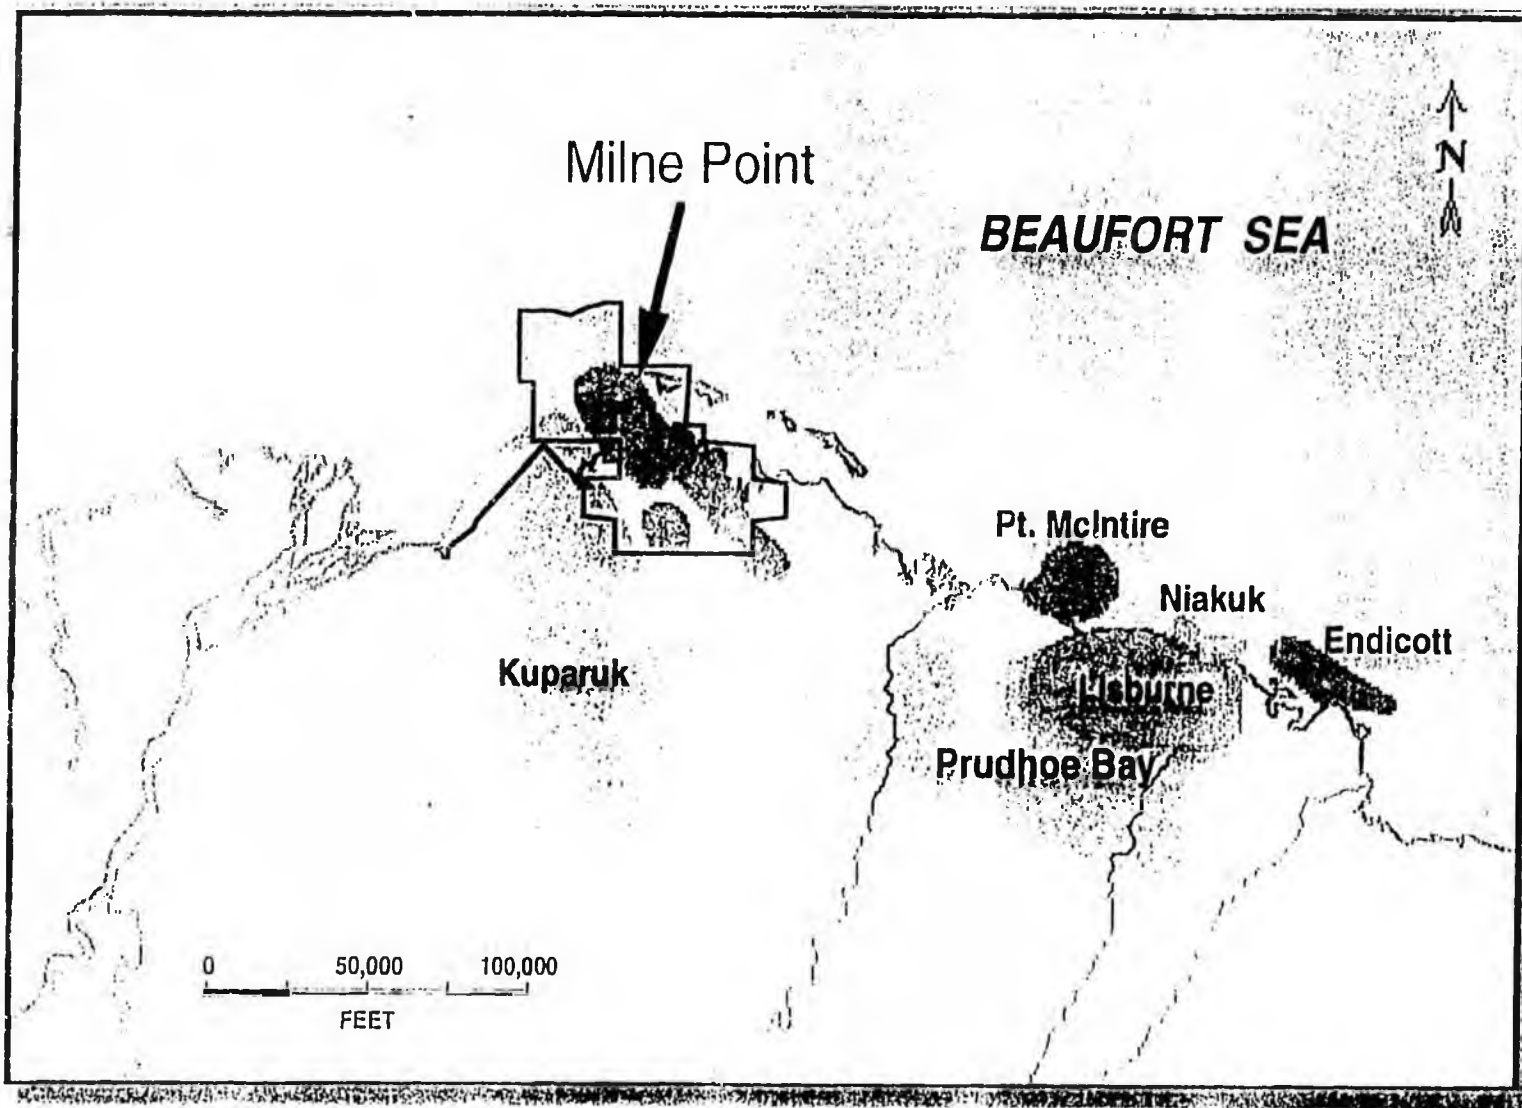 Milne Point
N
BEAUFORT SEA
Pt. McIntire
Niakuk
Endicott
Kuparuk
Lisburne
Prudhoe Bay
0 50,000 100,000
FEET